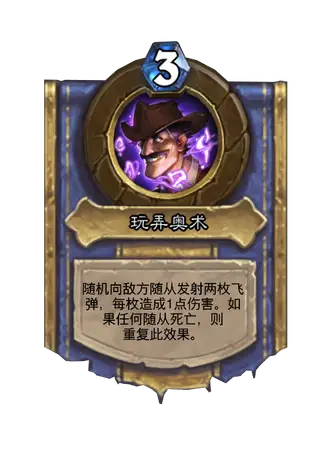 3
玩弄奥术
随机向敌方随从发射两枚飞
弹，每枚造成1点伤害。如
果任何随从死亡，则
重复此效果。